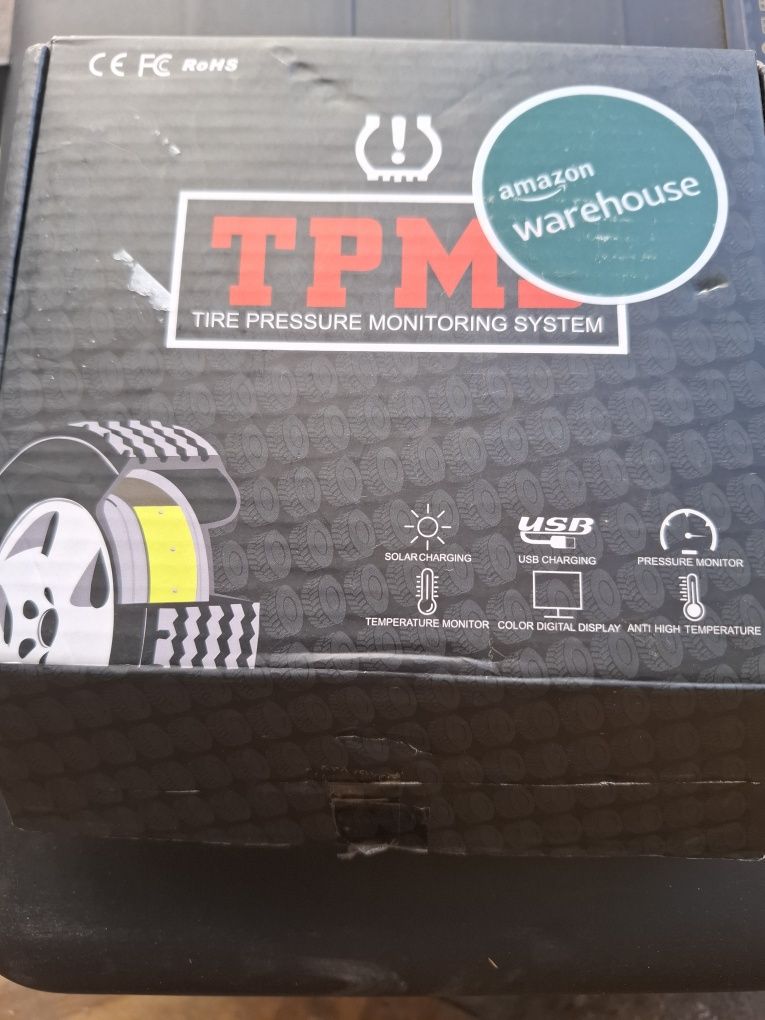 CE FC RoHS
!
amazon
warehouse
TPM
TIRE PRESSURE MONITORING SYSTEM
USB
SOLAR CHARGING
USB CHARGING
PRESSURE MONITOR
TEMPERATURE MONITOR
COLOR DIGITAL DISPLAY
ANTI HIGH TEMPERATURE